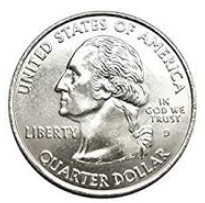 UNITED STATES OF AMERICA
LIBERTY
IN
GOD WE
TRUST
D
QUARTER DOLLAR